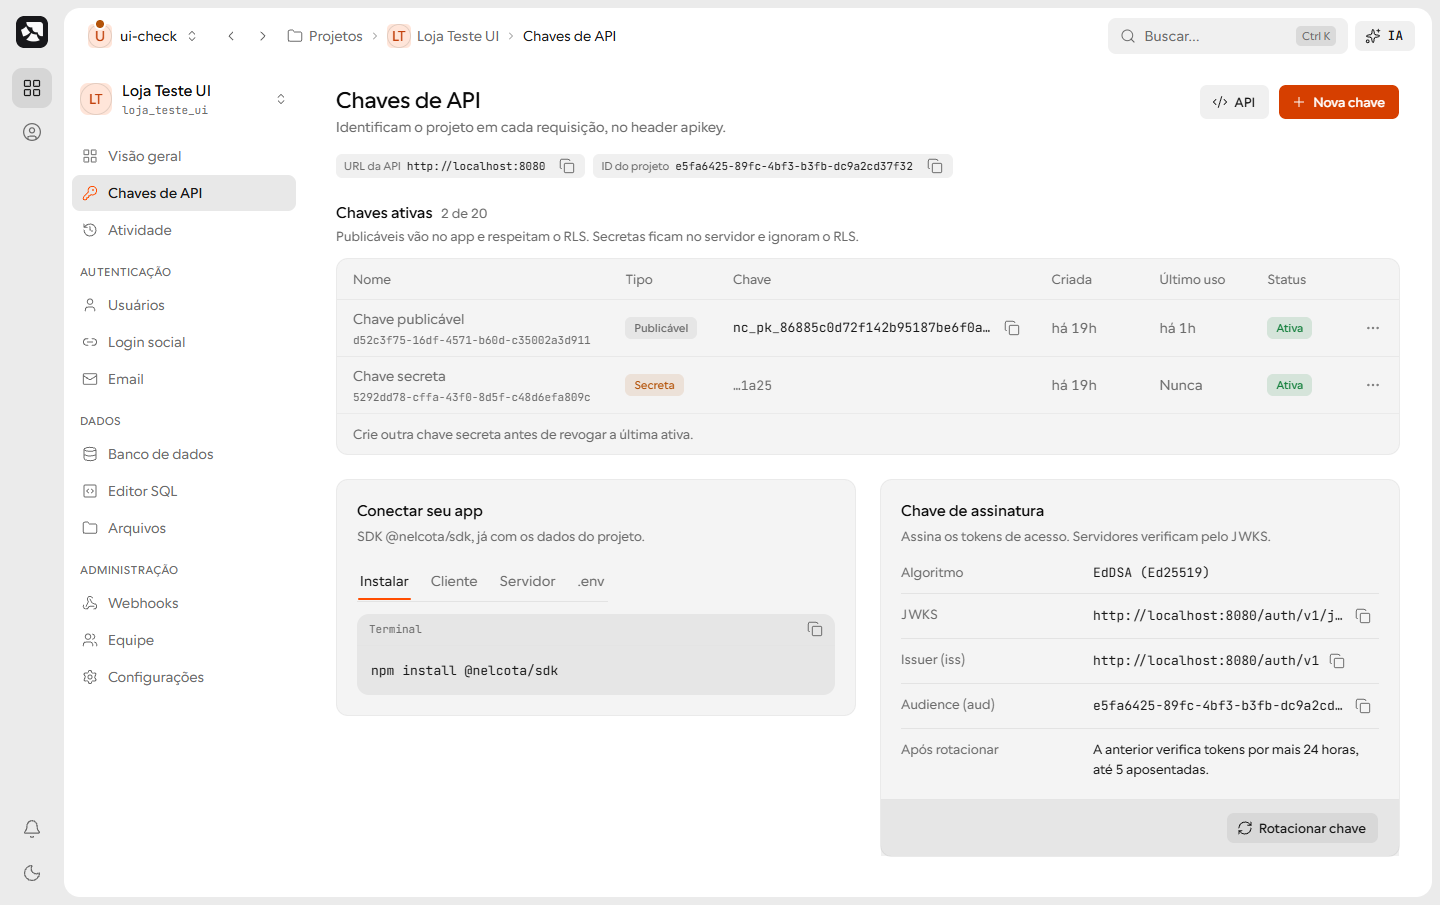 U ui-check
Projetos
LT Loja Teste UI
Chaves de API
Buscar...
Ctrl K
IA
LT
Loja Teste UI
loja_teste_ui
Visão geral
Chaves de API
Atividade
AUTENTICAÇÃO
Usuários
Login social
Email
DADOS
Banco de dados
Editor SQL
Arquivos
ADMINISTRAÇÃO
Webhooks
Equipe
Configurações
Chaves de API
Identificam o projeto em cada requisição, no header apikey.
</> API
+ Nova chave
URL da API http://localhost:8080
ID do projeto e5fa6425-89fc-4bf3-b3fb-dc9a2cd37f32
Chaves ativas 2 de 20
Publicáveis vão no app e respeitam o RLS. Secretas ficam no servidor e ignoram o RLS.
Nome Tipo Chave Criada Último uso Status
Chave publicável
d52c3f75-16df-4571-b60d-c35002a3d911
Publicável
nc_pk_86885c0d72f142b95187be6f0a…
há 19h
há 1h
Ativa
Chave secreta
5292dd78-cffa-43f0-8d5f-c48d6efa809c
Secreta
…1a25
há 19h
Nunca
Ativa
Crie outra chave secreta antes de revogar a última ativa.
Conectar seu app
SDK @nelcota/sdk, já com os dados do projeto.
Instalar Cliente Servidor .env
Terminal
npm install @nelcota/sdk
Chave de assinatura
Assina os tokens de acesso. Servidores verificam pelo JWKS.
Algoritmo EdDSA (Ed25519)
JWKS http://localhost:8080/auth/v1/j…
Issuer (iss) http://localhost:8080/auth/v1
Audience (aud) e5fa6425-89fc-4bf3-b3fb-dc9a2cd…
Após rotacionar A anterior verifica tokens por mais 24 horas,
até 5 aposentadas.
Rotacionar chave